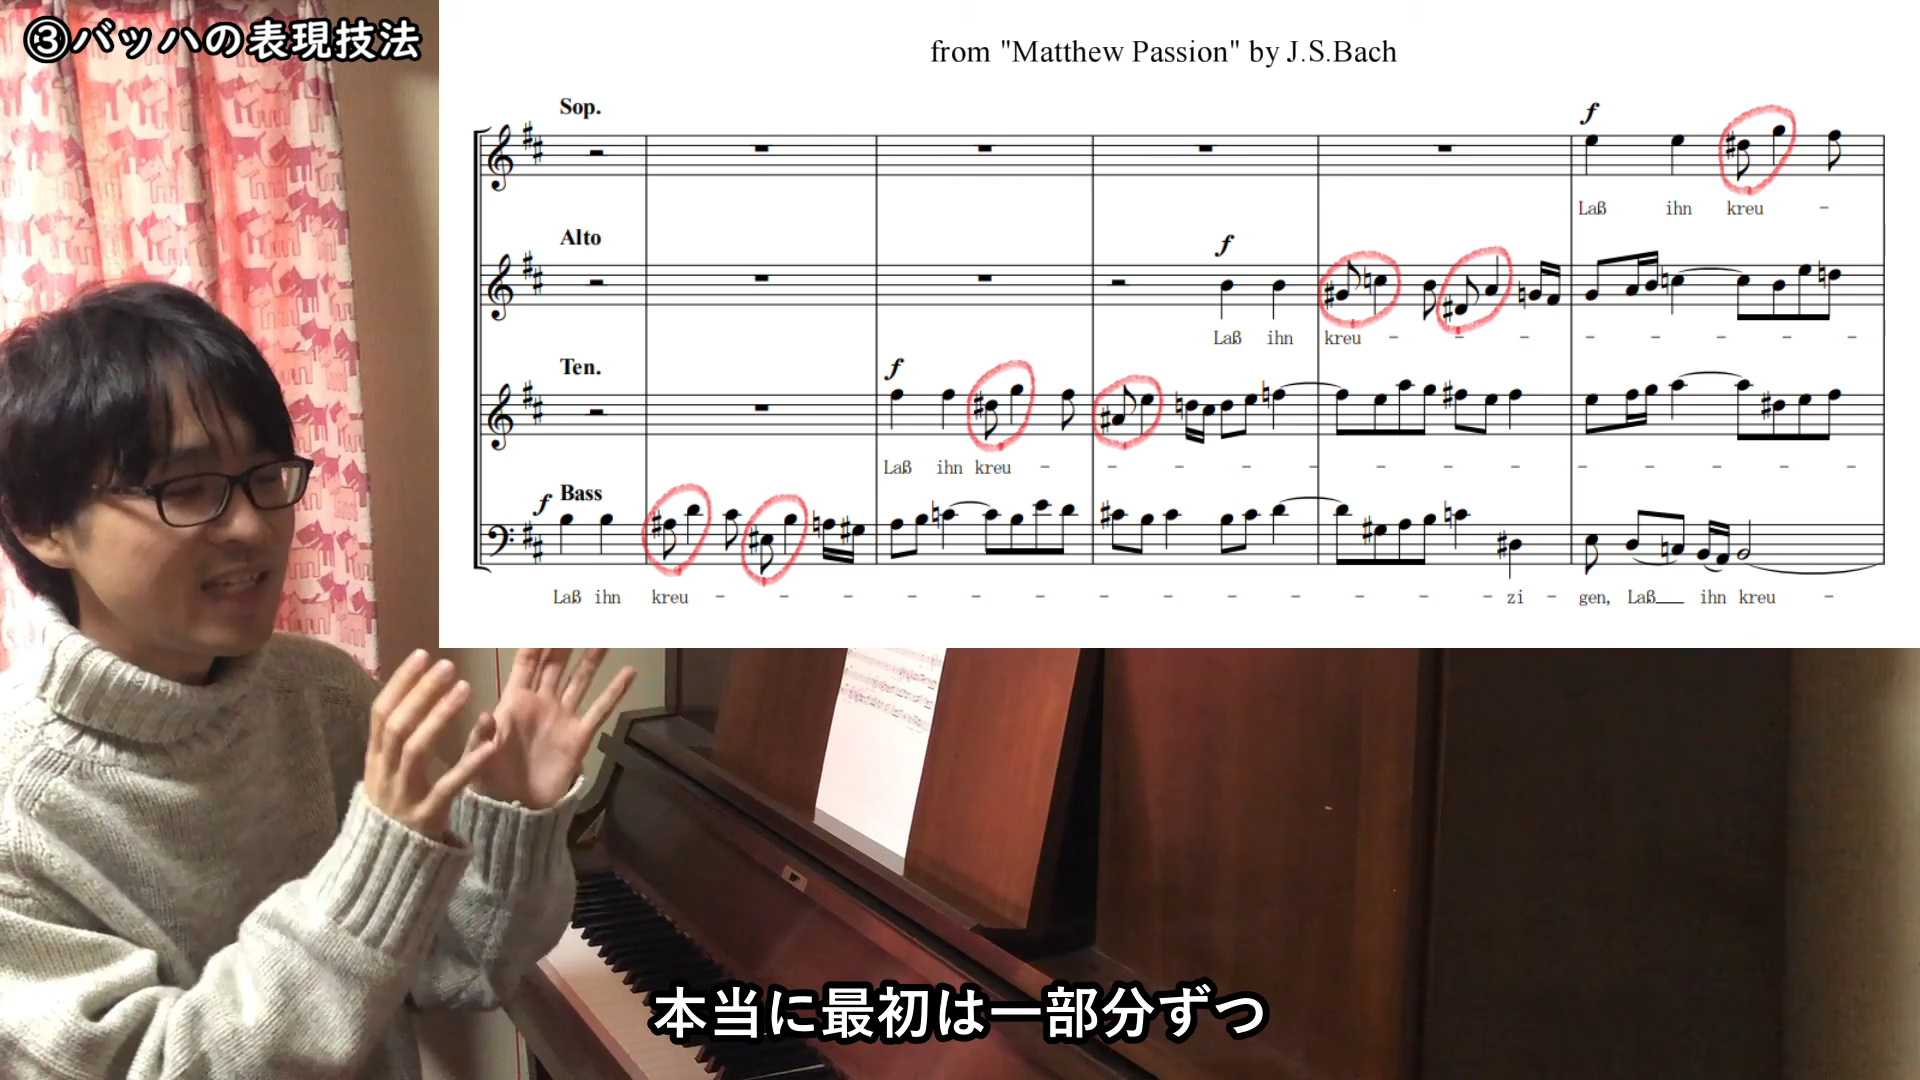 ③バッハの表現技法
from "Matthew Passion" by J.S.Bach
Sop.
f
Laß ihn kreu -
Alto
f
Laß ihn kreu - - - - - - - - -
Ten.
f
Laß ihn kreu - - - - - - - - - - - - - -
f Bass
Laß ihn kreu - - - - - - - - - - - - - zi - gen, Laß__ ihn kreu -
本当に最初は一部分ずつ